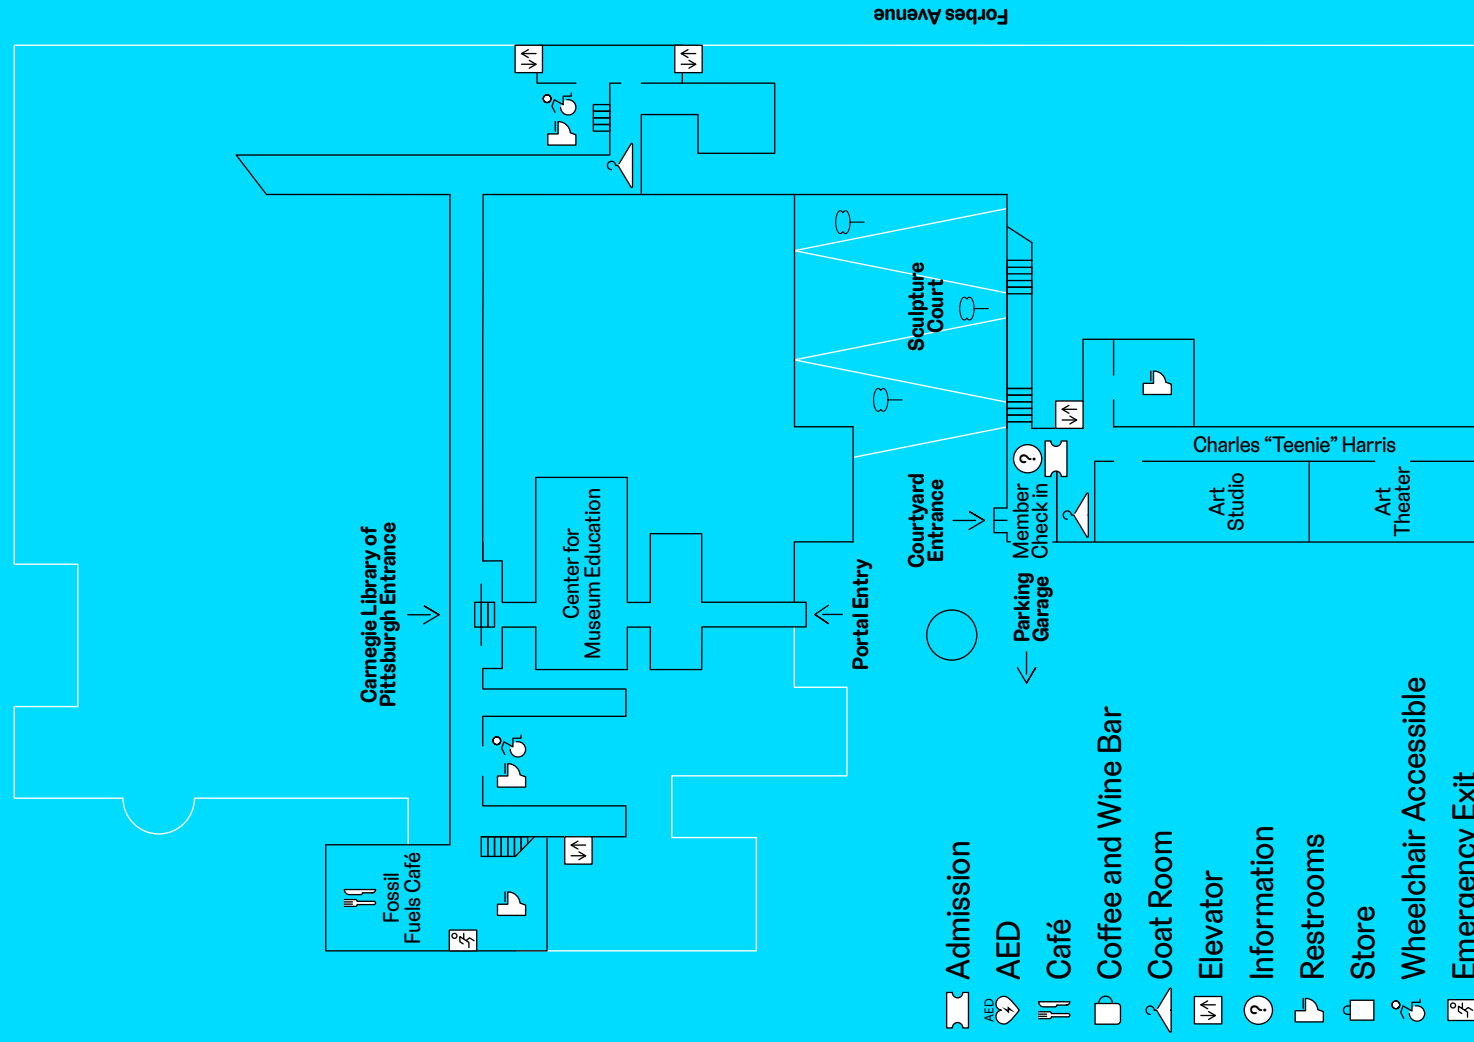 Forbes Avenue
Carnegie Library of
Pittsburgh Entrance
Center for
Museum Education
Sculpture
Court
Courtyard
Entrance
Portal Entry
Parking
Garage
?
Member
Check in
Charles “Teenie” Harris
Art
Studio
Art
Theater
Fossil
Fuels Café
Admission
AED
AED
Café
Coffee and Wine Bar
Coat Room
Elevator
?
Information
Restrooms
Store
Wheelchair Accessible
Emergency Exit